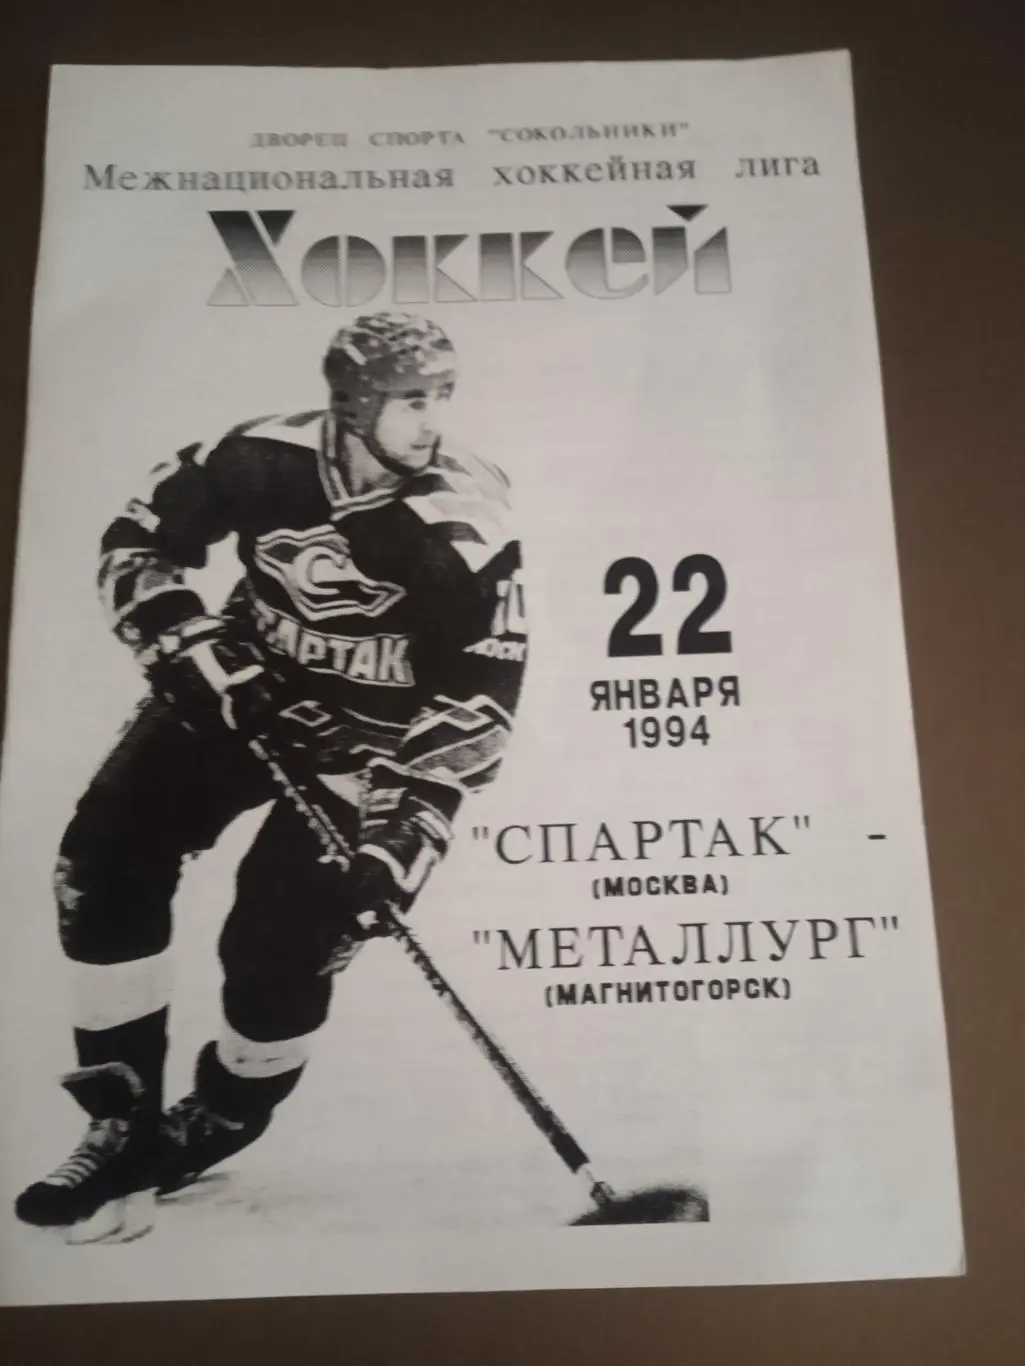 ДВОРЕЦ СПОРТА "СОКОЛЬНИКИ"
Межнациональная хоккейная лига
Хоккей
СПАРТАК
22
ЯНВАРЯ
1994
"СПАРТАК" -
(МОСКВА)
"МЕТАЛЛУРГ"
(МАГНИТОГОРСК)